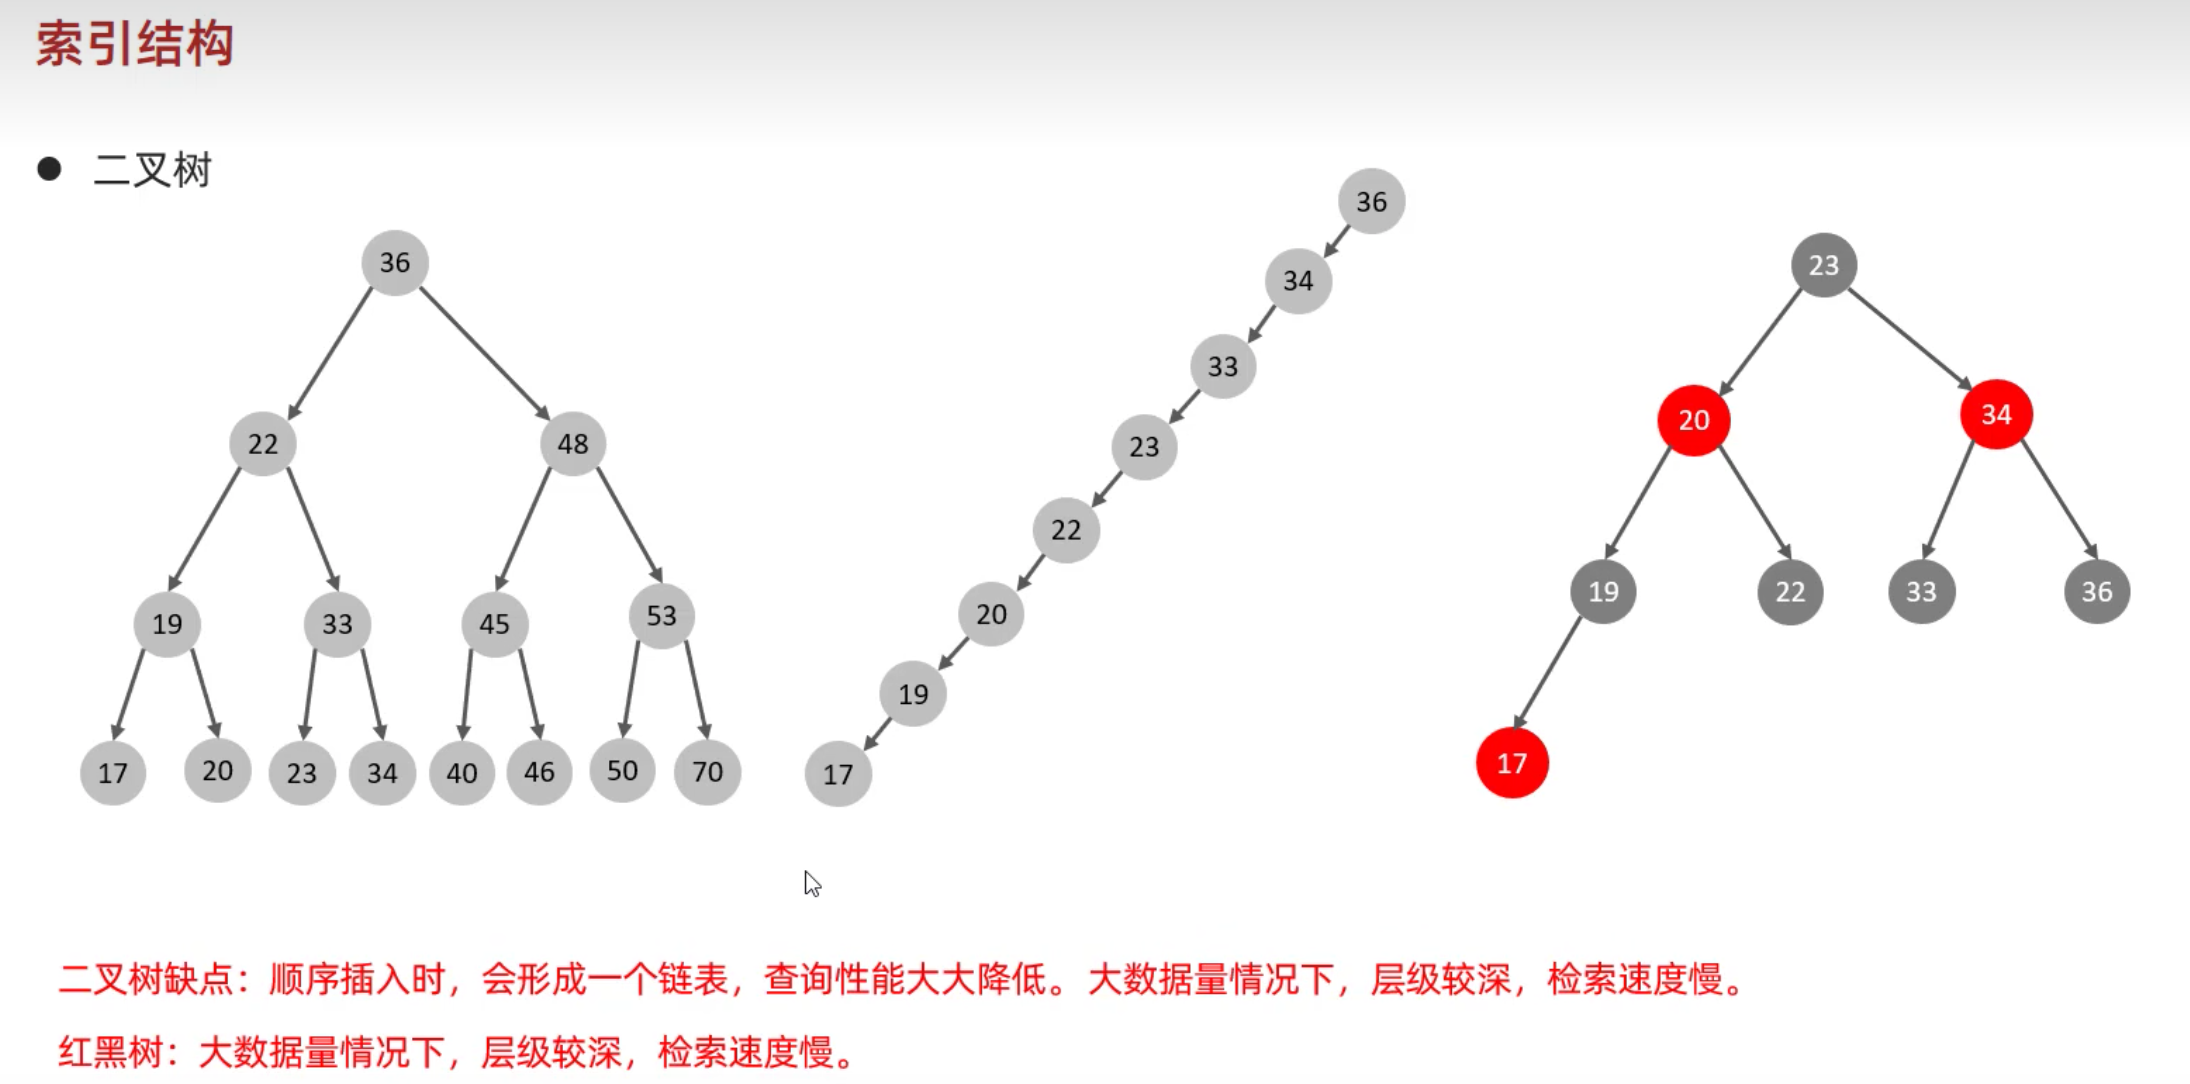 索引结构
二叉树
36
22 48
19 33 45 53
17 20 23 34 40 46 50 70
36
34
33
23
22
20
19
17
23
20 34
19 22 33 36
17
二叉树缺点：顺序插入时，会形成一个链表，查询性能大大降低。大数据量情况下，层级较深，检索速度慢。
红黑树：大数据量情况下，层级较深，检索速度慢。